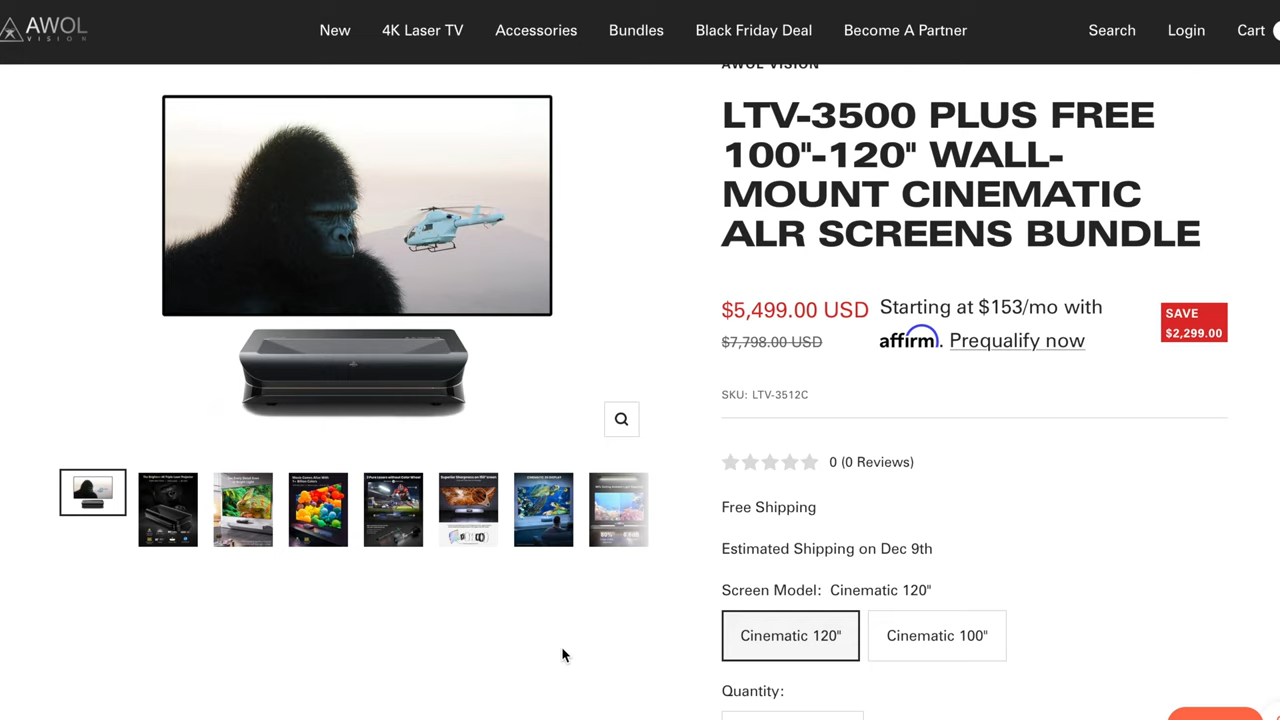 AWOL
VISION
New 4K Laser TV Accessories Bundles Black Friday Deal Become A Partner Search Login Cart
AWOL VISION
LTV-3500 PLUS FREE
100"-120" WALL-
MOUNT CINEMATIC
ALR SCREENS BUNDLE
$5,499.00 USD Starting at $153/mo with
$7,798.00 USD affirm. Prequalify now
SAVE
$2,299.00
SKU: LTV-3512C
0 (0 Reviews)
Free Shipping
Estimated Shipping on Dec 9th
Screen Model: Cinematic 120"
Cinematic 120" Cinematic 100"
Quantity: